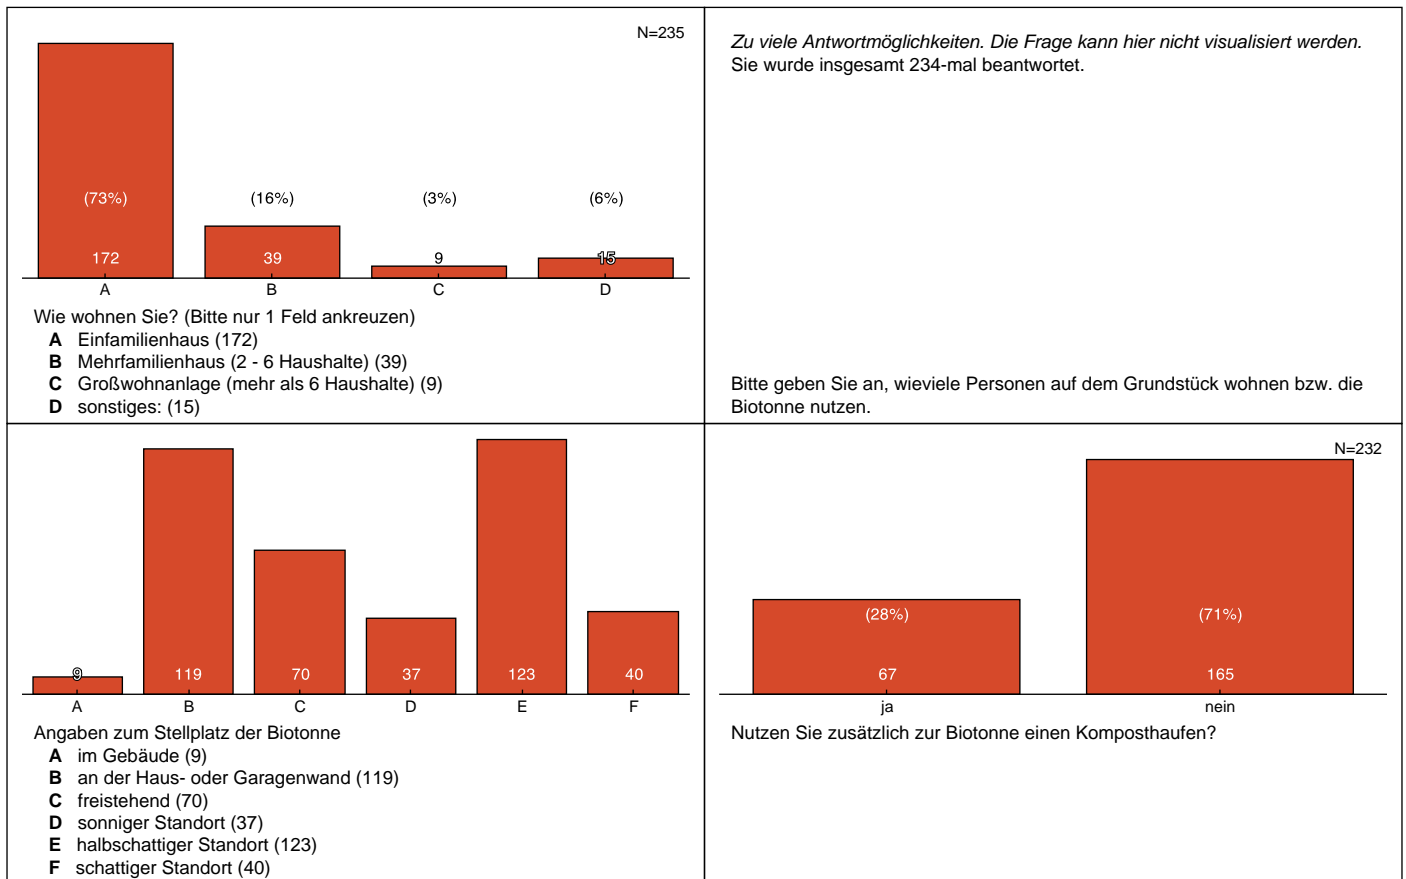 N=235
(73%) (16%) (3%) (6%)
172 39 9 15
A B C D
Wie wohnen Sie? (Bitte nur 1 Feld ankreuzen)
A Einfamilienhaus (172)
B Mehrfamilienhaus (2 - 6 Haushalte) (39)
C Großwohnanlage (mehr als 6 Haushalte) (9)
D sonstiges: (15)
Zu viele Antwortmöglichkeiten. Die Frage kann hier nicht visualisiert werden.
Sie wurde insgesamt 234-mal beantwortet.
Bitte geben Sie an, wieviele Personen auf dem Grundstück wohnen bzw. die
Biotonne nutzen.
9 119 70 37 123 40
A B C D E F
Angaben zum Stellplatz der Biotonne
A im Gebäude (9)
B an der Haus- oder Garagenwand (119)
C freistehend (70)
D sonniger Standort (37)
E halbschattiger Standort (123)
F schattiger Standort (40)
N=232
(28%) (71%)
67 165
ja nein
Nutzen Sie zusätzlich zur Biotonne einen Komposthaufen?